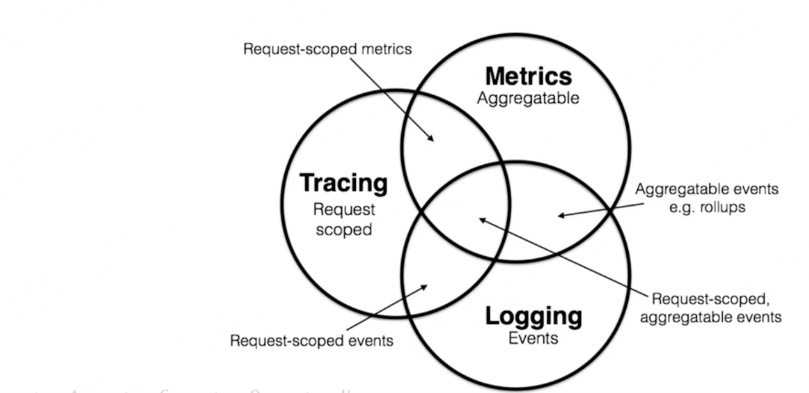 Request-scoped metrics
Metrics
Aggregatable
Tracing
Request
scoped
Aggregatable events
e.g. rollups
Request-scoped,
aggregatable events
Logging
Events
Request-scoped events